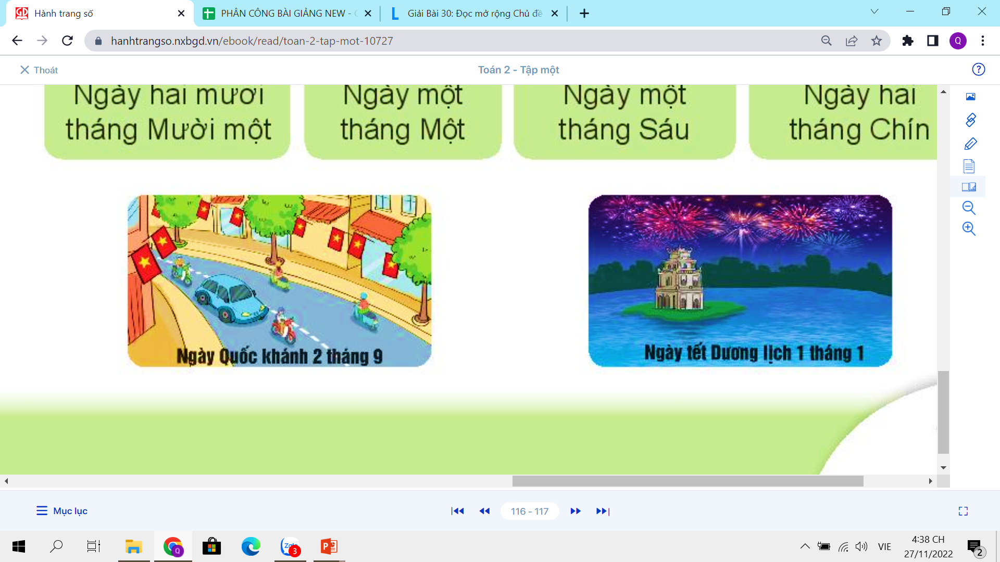 Hành trang số
PHÂN CÔNG BÀI GIẢNG NEW -
Giải Bài 30: Đọc mở rộng Chủ đề
hanhtrangso.nxbgd.vn/ebook/read/toan-2-tap-mot-10727
Q
Thoát
Toán 2 - Tập một
Ngày hai mươi
tháng Mười một
Ngày một
tháng Một
Ngày một
tháng Sáu
Ngày hai
tháng Chín
Ngày Quốc khánh 2 tháng 9
Ngày tết Dương lịch 1 tháng 1
Mục lục
116 - 117
Zalo
3
VIE
4:38 CH
27/11/2022
2